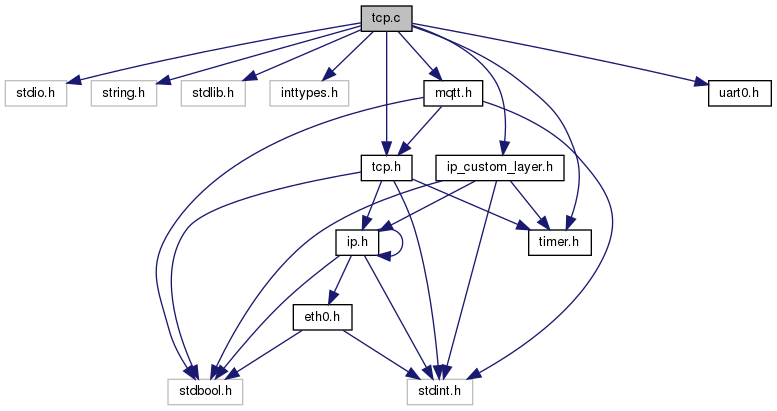 tcp.c
stdio.h
string.h
stdlib.h
inttypes.h
mqtt.h
uart0.h
tcp.h
ip_custom_layer.h
ip.h
timer.h
eth0.h
stdbool.h
stdint.h